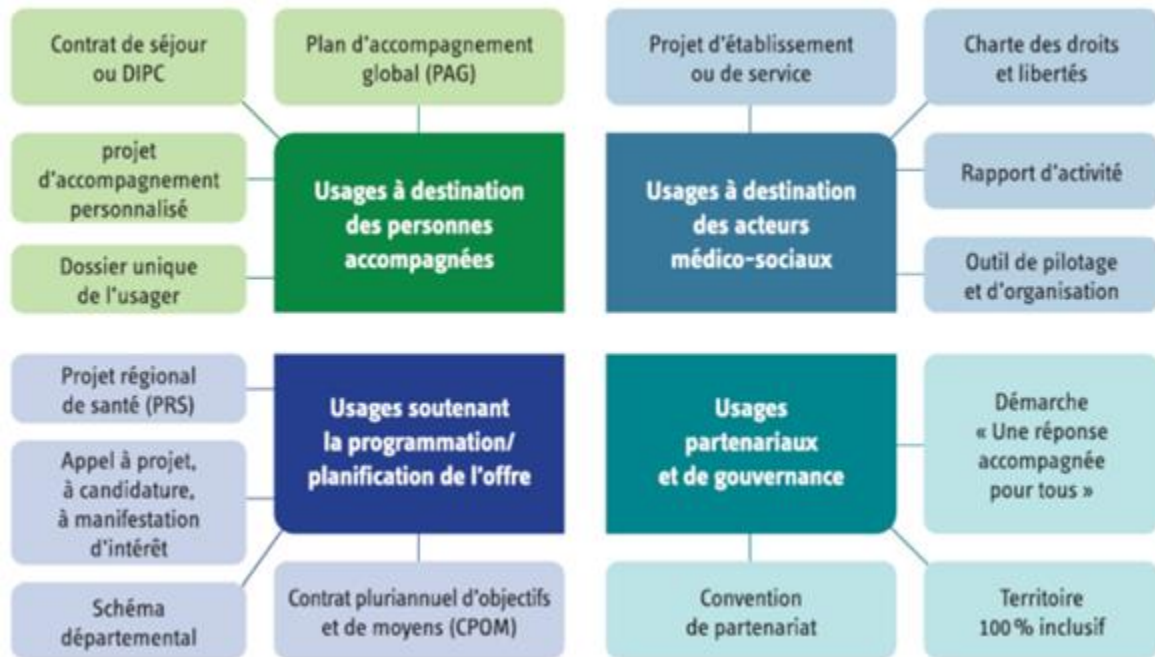 Contrat de séjour
ou DIPC
Plan d'accompagnement
global (PAG)
projet
d'accompagnement
personnalisé
Dossier unique
de l'usager
Usages à destination
des personnes
accompagnées
Projet d'établissement
ou de service
Charte des droits
et libertés
Usages à destination
des acteurs
médico-sociaux
Rapport d'activité
Outil de pilotage
et d'organisation
Projet régional
de santé (PRS)
Appel à projet,
à candidature,
à manifestation
d'intérêt
Schéma
départemental
Usages soutenant
la programmation/
planification de l'offre
Contrat pluriannuel d'objectifs
et de moyens (CPOM)
Usages
partenariaux
et de gouvernance
Démarche
« Une réponse
accompagnée
pour tous »
Convention
de partenariat
Territoire
100 % inclusif